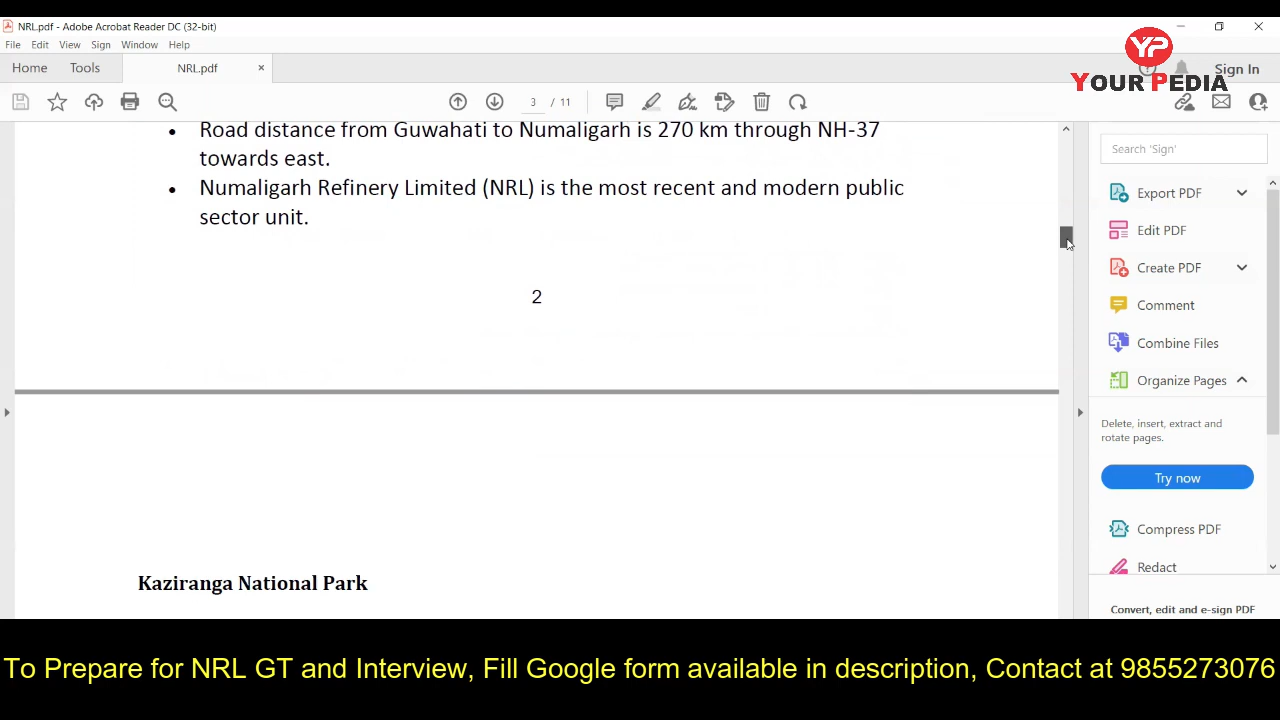 NRL.pdf - Adobe Acrobat Reader DC (32-bit)
File Edit View Sign Window Help
YP
YOUR PEDIA
Home Tools NRL.pdf × Sign In
3 / 11
Search 'Sign'
• Road distance from Guwahati to Numaligarh is 270 km through NH-37
towards east.
• Numaligarh Refinery Limited (NRL) is the most recent and modern public
sector unit.
2
Kaziranga National Park
Export PDF
Edit PDF
Create PDF
Comment
Combine Files
Organize Pages
Delete, insert, extract and
rotate pages.
Try now
Compress PDF
Redact
Convert, edit and e-sign PDF
To Prepare for NRL GT and Interview, Fill Google form available in description, Contact at 9855273076